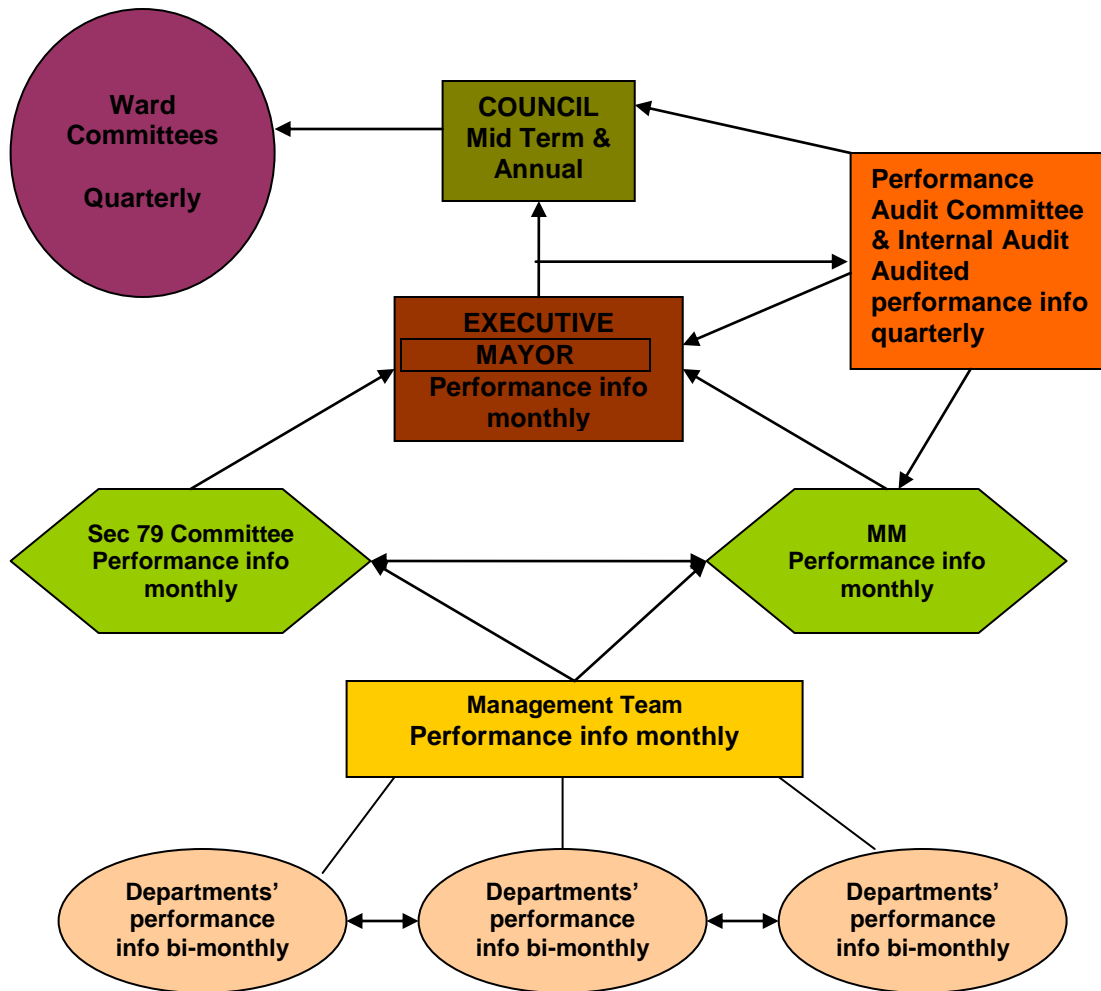 Ward
Committees
Quarterly
COUNCIL
Mid Term &
Annual
Performance
Audit Committee
& Internal Audit
Audited
performance info
quarterly
EXECUTIVE
MAYOR
Performance info
monthly
Sec 79 Committee
Performance info
monthly
MM
Performance info
monthly
Management Team
Performance info monthly
Departments’
performance
info bi-monthly
Departments’
performance
info bi-monthly
Departments’
performance
info bi-monthly